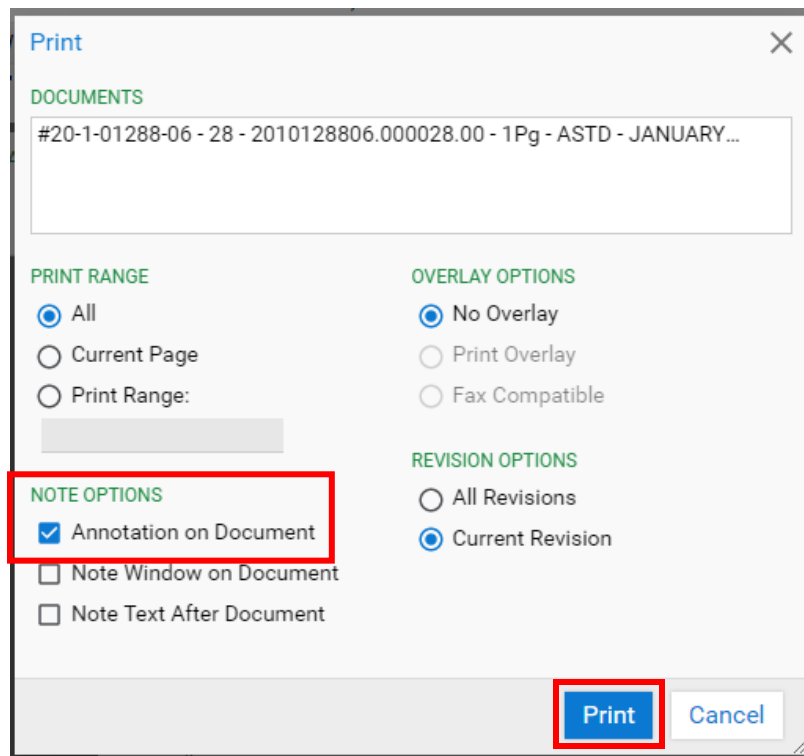 Print
DOCUMENTS
#20-1-01288-06 - 28 - 2010128806.000028.00 - 1Pg - ASTD - JANUARY...
PRINT RANGE
All
Current Page
Print Range:
NOTE OPTIONS
Annotation on Document
Note Window on Document
Note Text After Document
OVERLAY OPTIONS
No Overlay
Print Overlay
Fax Compatible
REVISION OPTIONS
All Revisions
Current Revision
Print
Cancel